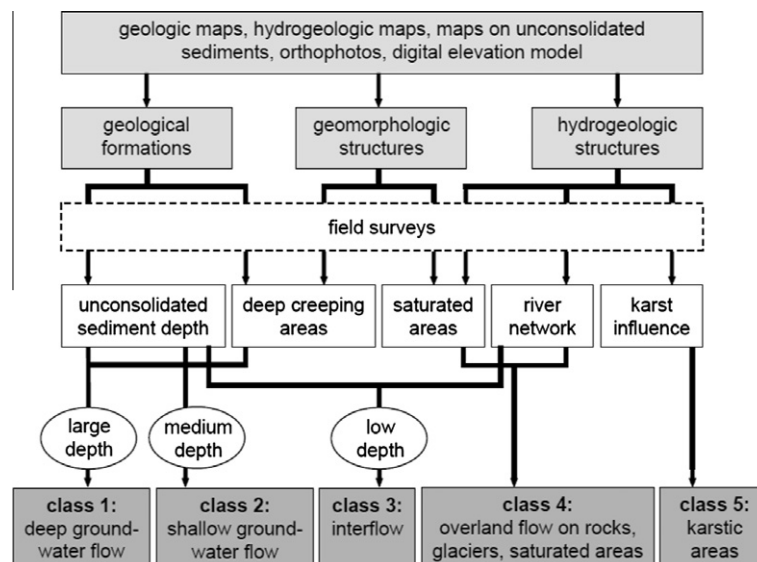 geologic maps, hydrogeologic maps, maps on unconsolidated
sediments, orthophotos, digital elevation model
geological
formations
geomorphologic
structures
hydrogeologic
structures
field surveys
unconsolidated
sediment depth
deep creeping
areas
saturated
areas
river
network
karst
influence
large
depth
medium
depth
low
depth
class 1:
deep ground-
water flow
class 2:
shallow ground-
water flow
class 3:
interflow
class 4:
overland flow on rocks,
glaciers, saturated areas
class 5:
karstic
areas